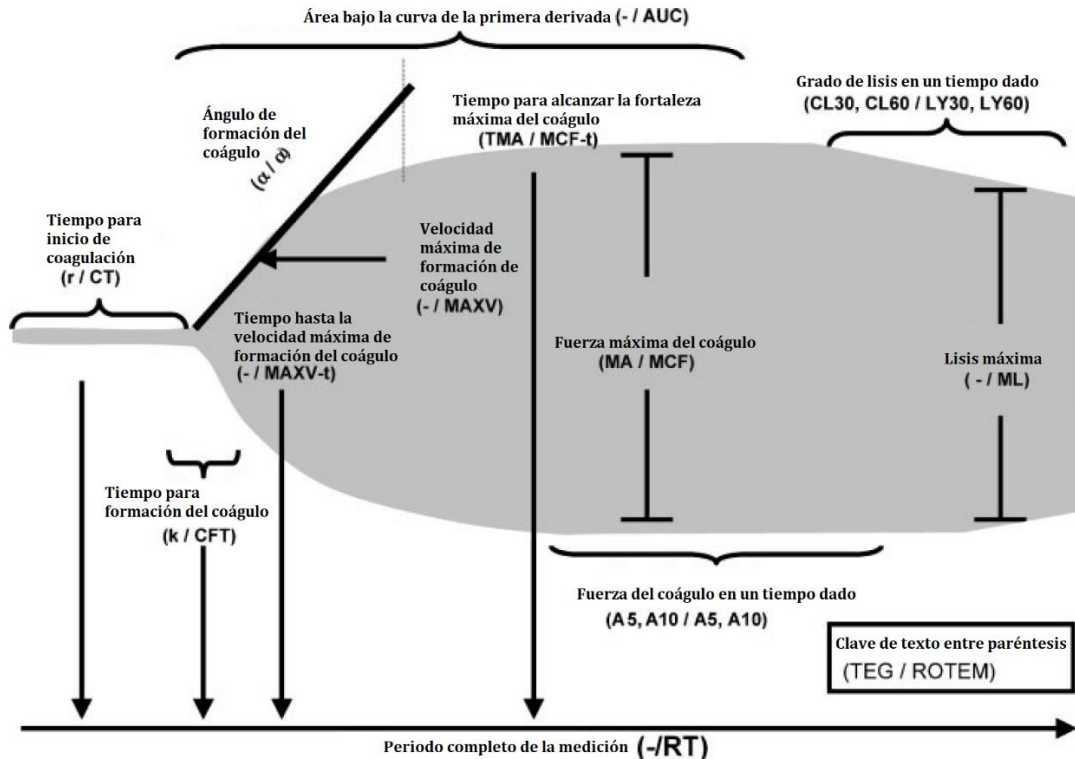 Área bajo la curva de la primera derivada (- / AUC)
Ángulo de
formación del
coágulo
(α / α)
Tiempo para alcanzar la fortaleza
máxima del coágulo
(TMA / MCF-t)
Grado de lisis en un tiempo dado
(CL30, CL60 / LY30, LY60)
Tiempo para
inicio de
coagulación
(r / CT)
Velocidad
máxima de
formación de
coágulo
(- / MAXV)
Tiempo hasta la
velocidad máxima de
formación del coágulo
(- / MAXV-t)
Fuerza máxima del coágulo
(MA / MCF)
Lisis máxima
( - / ML)
Tiempo para
formación del coágulo
(k / CFT)
Fuerza del coágulo en un tiempo dado
(A5, A10 / A5, A10)
Clave de texto entre paréntesis
(TEG / ROTEM)
Periodo completo de la medición (-/RT)